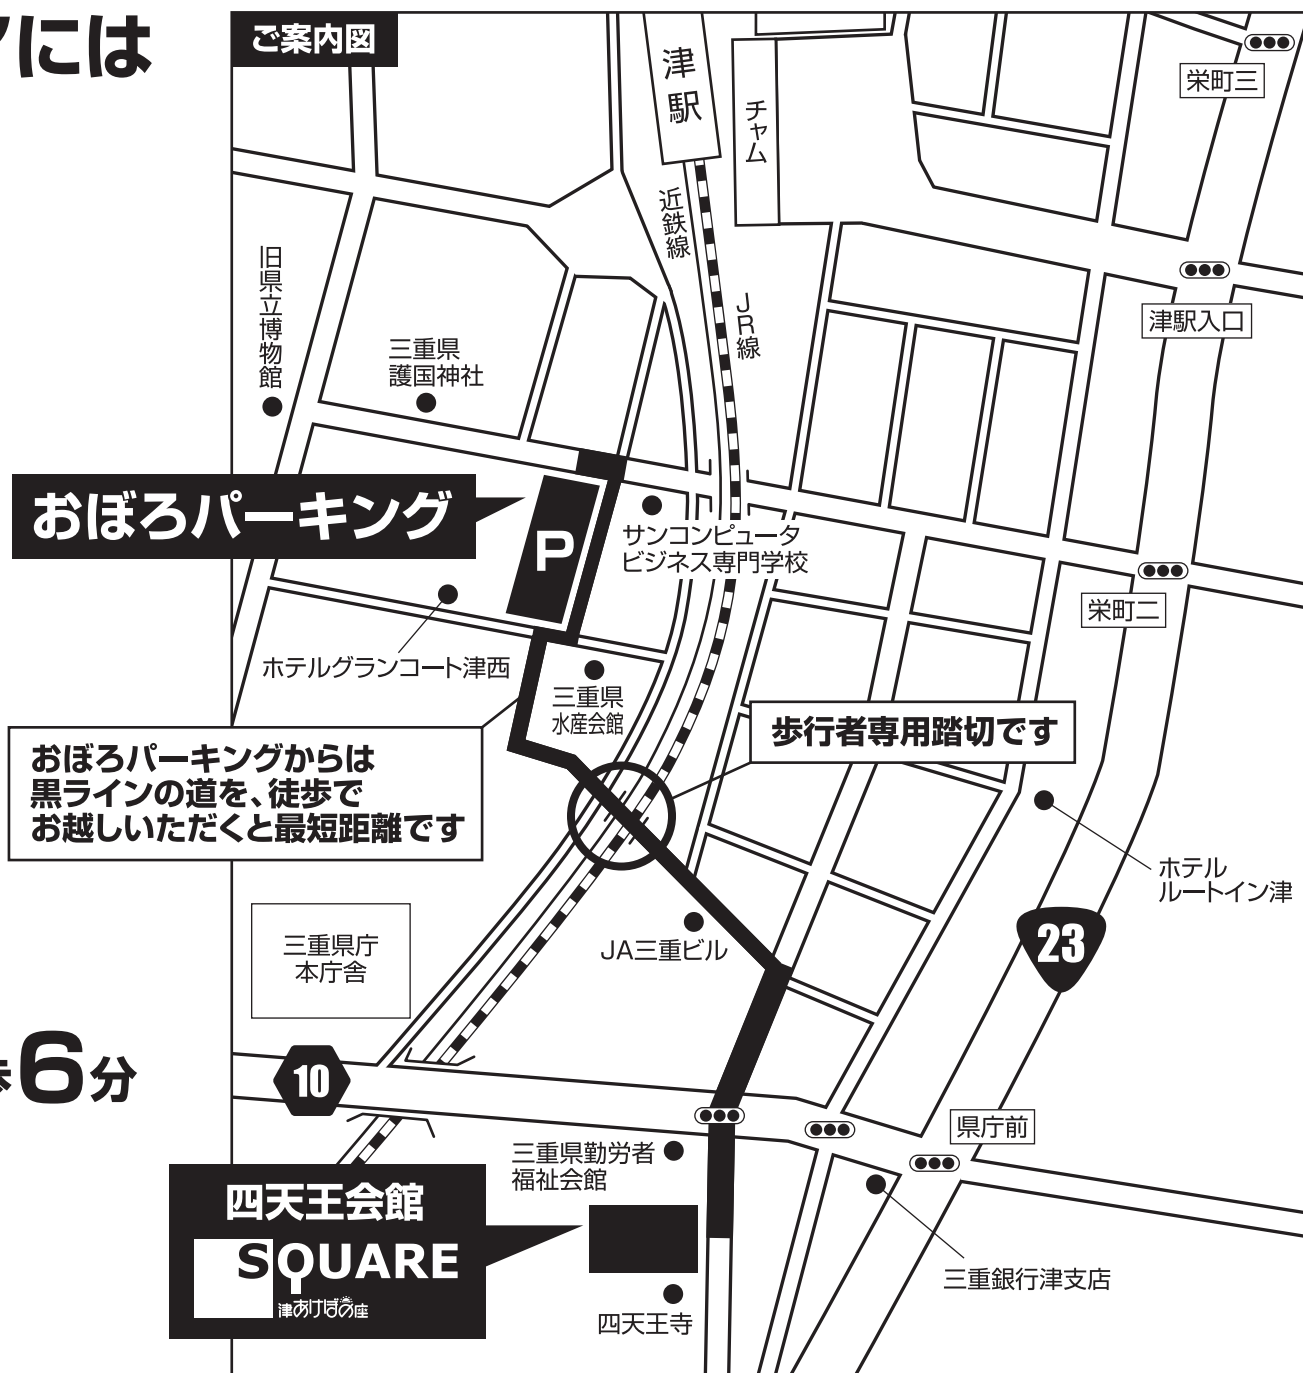 には
ご案内図
津駅
チャム
栄町三
近鉄線
JR線
津駅入口
旧県立博物館
三重県
護国神社
おぼろパーキング
P
サンコンピュータ
ビジネス専門学校
栄町二
ホテルグランコート津西
三重県
水産会館
歩行者専用踏切です
おぼろパーキングからは
黒ラインの道を、徒歩で
お越しいただくと最短距離です
ホテル
ルートイン津
23
三重県庁
本庁舎
JA三重ビル
歩6分
10
県庁前
三重県勤労者
福祉会館
四天王会館
SQUARE
津あけぼの座
三重銀行津支店
四天王寺